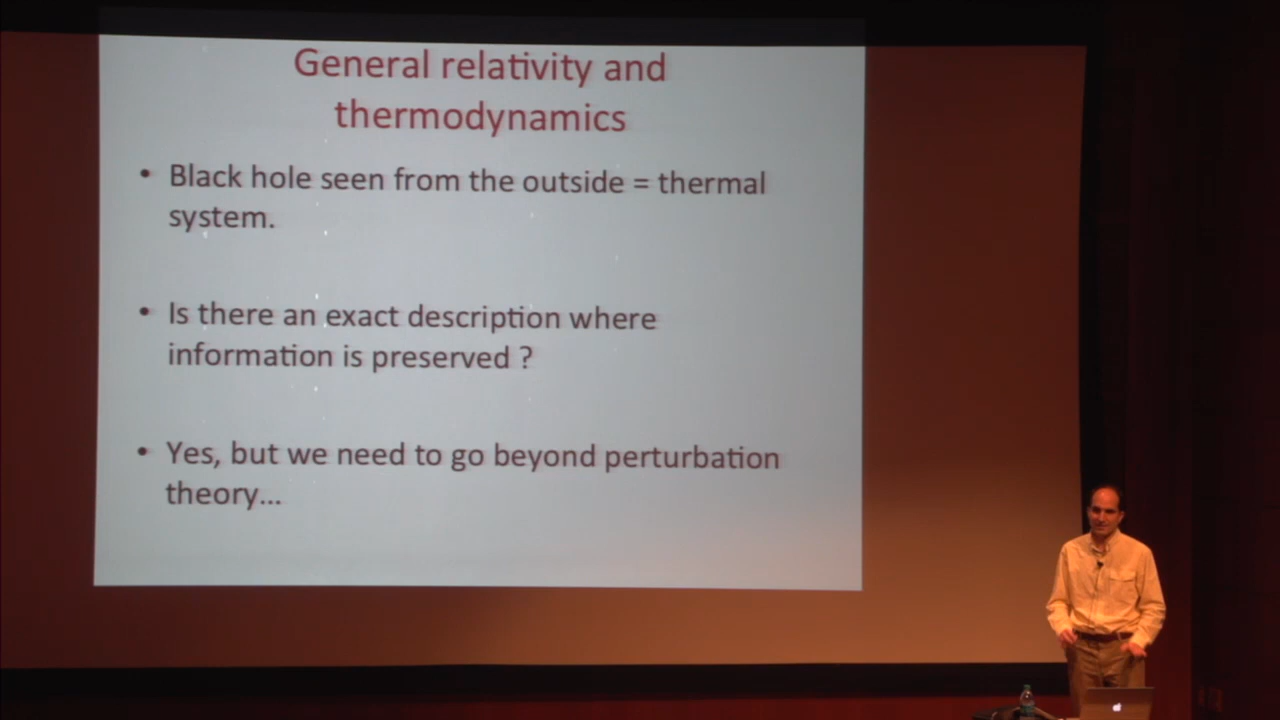 General relativity and
thermodynamics
• Black hole seen from the outside = thermal
system.
• Is there an exact description where
information is preserved ?
• Yes, but we need to go beyond perturbation
theory...